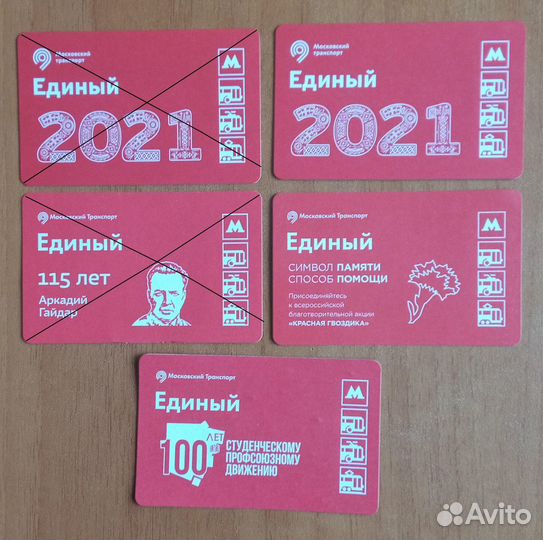 Московский
транспорт
Единый
2021
Московский
транспорт
Единый
2021
Московский Транспорт
Единый
115 лет
Аркадий
Гайдар
Московский Транспорт
Единый
СИМВОЛ ПАМЯТИ
СПОСОБ ПОМОЩИ
Присоединяйтесь
к всероссийской
благотворительной акции
«КРАСНАЯ ГВОЗДИКА»
Московский Транспорт
Единый
100 ЛЕТ
СТУДЕНЧЕСКОМУ
ПРОФСОЮЗНОМУ
ДВИЖЕНИЮ
Avito